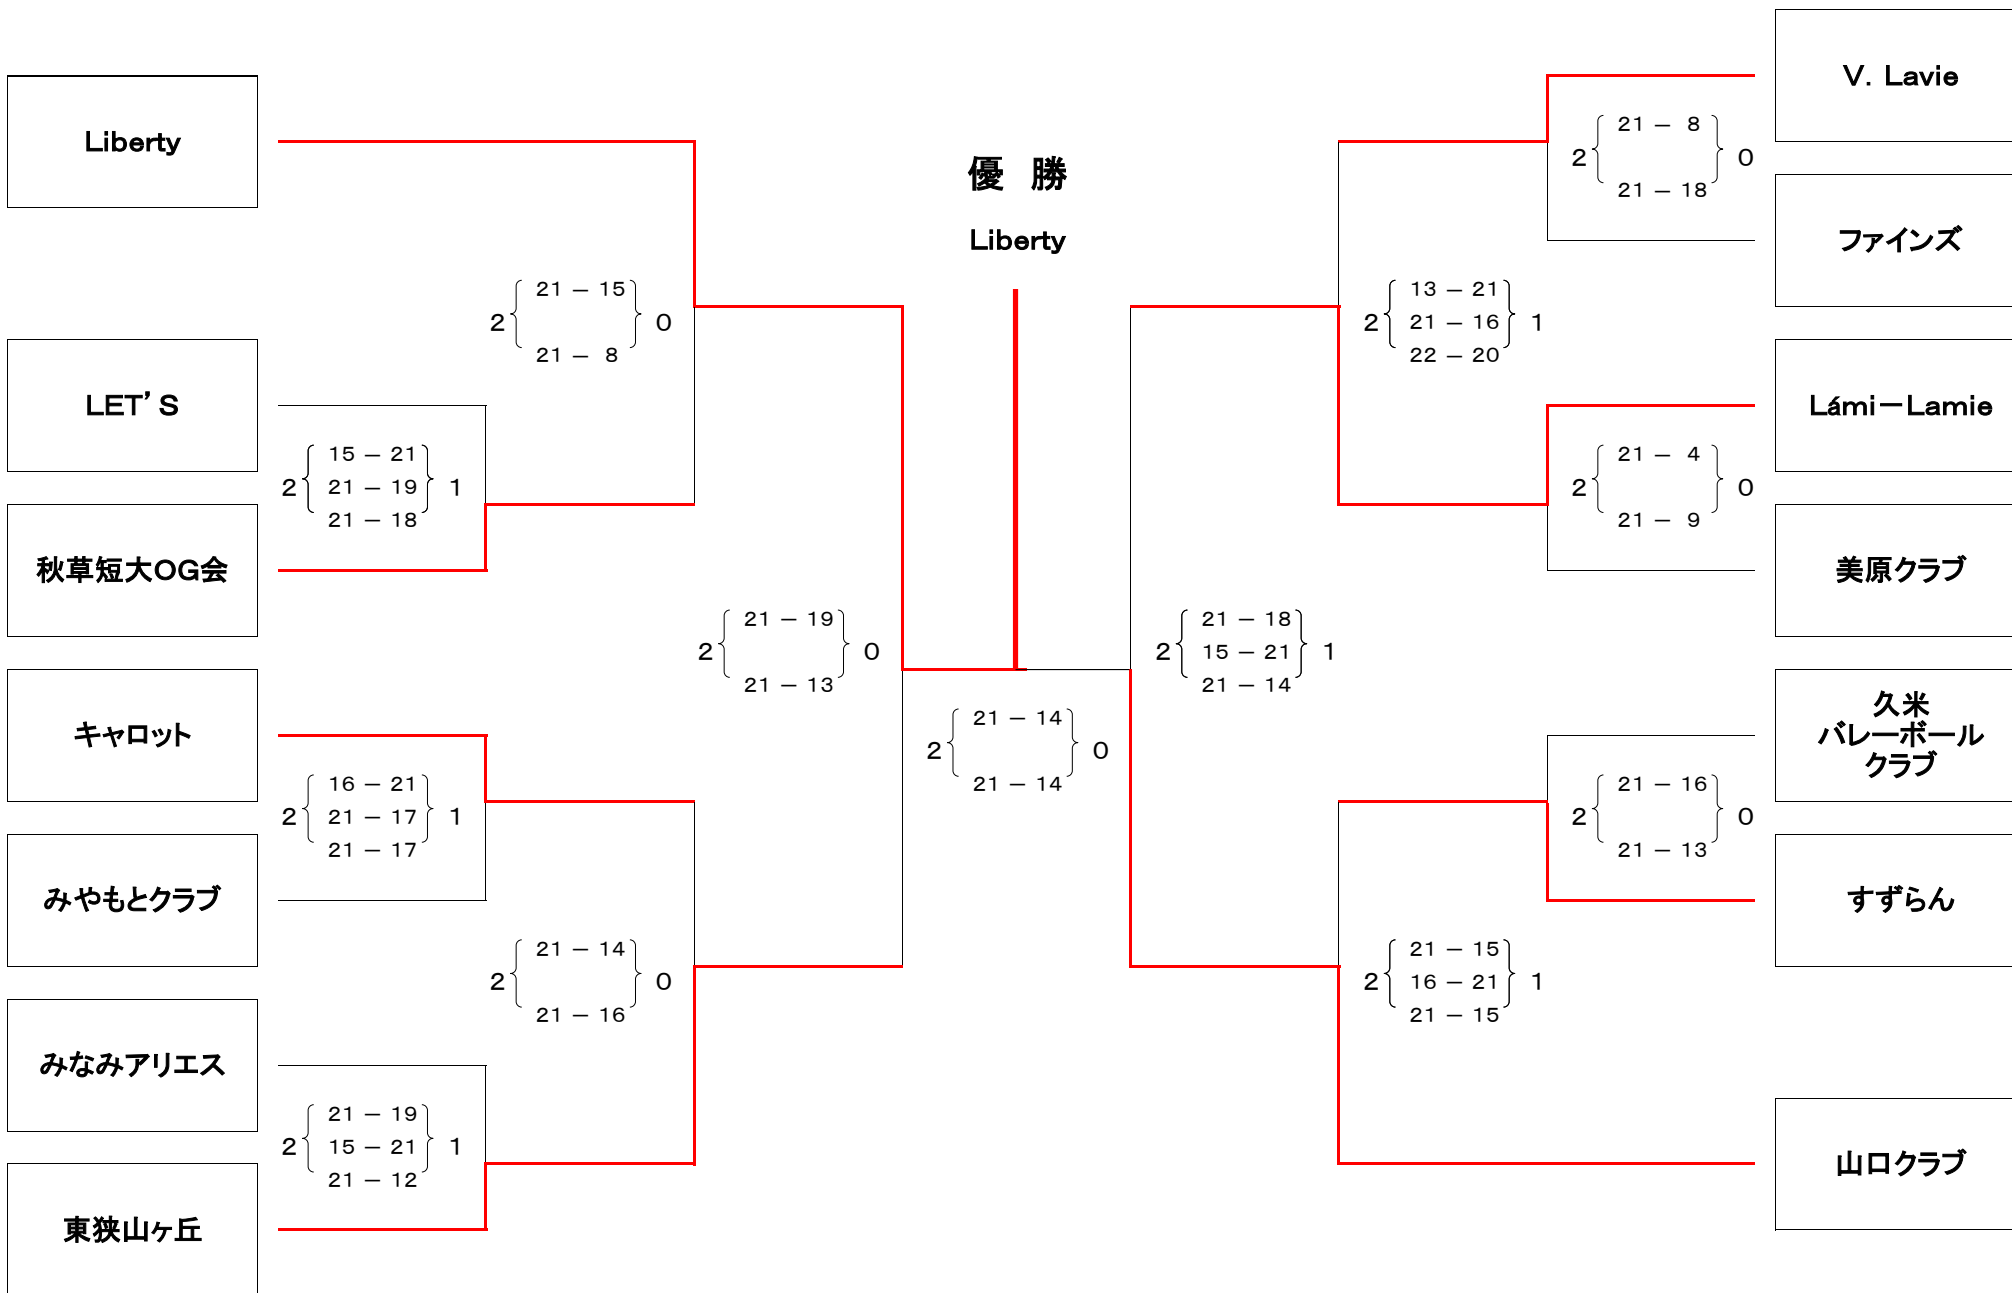 Liberty
LET' S
秋草短大OG会
キャロット
みやもとクラブ
みなみアリエス
東狭山ヶ丘
2 15 － 21 1
21 － 19
21 － 18
2 16 － 21 1
21 － 17
21 － 17
2 21 － 19 1
15 － 21
21 － 12
2 21 － 15 0
21 － 8
2 21 － 14 0
21 － 16
2 21 － 19 0
21 － 13
優 勝
Liberty
2 21 － 14 0
21 － 14
2 21 － 18 1
15 － 21
21 － 14
2 13 － 21 1
21 － 16
22 － 20
2 21 － 15 1
16 － 21
21 － 15
2 21 － 8 0
21 － 18
2 21 － 4 0
21 － 9
2 21 － 16 0
21 － 13
V. Lavie
ファインズ
Lámi－Lamie
美原クラブ
久米
バレーボール
クラブ
すずらん
山口クラブ